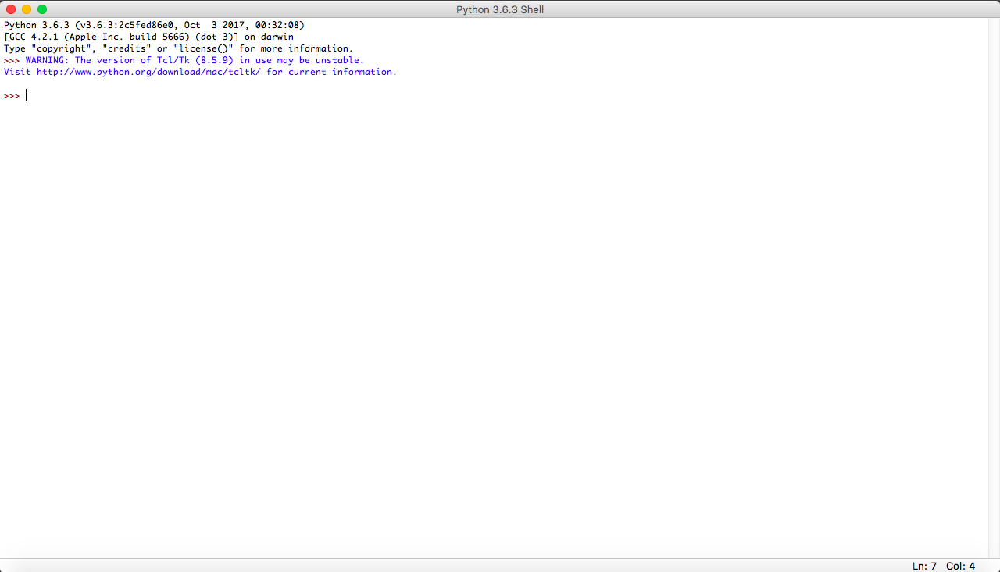 Python 3.6.3 Shell
Python 3.6.3 (v3.6.3:2c5fed86e0, Oct  3 2017, 00:32:08)
[GCC 4.2.1 (Apple Inc. build 5666) (dot 3)] on darwin
Type "copyright", "credits" or "license()" for more information.
>>> WARNING: The version of Tcl/Tk (8.5.9) in use may be unstable.
Visit http://www.python.org/download/mac/tcltk/ for current information.
>>>
Ln: 7 Col: 4